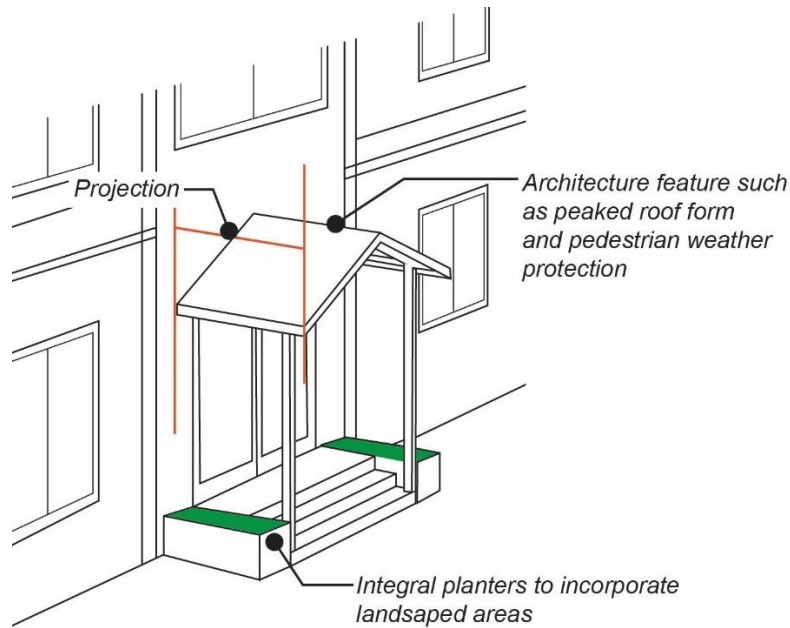 Projection
Architecture feature such
as peaked roof form
and pedestrian weather
protection
Integral planters to incorporate
landsaped areas